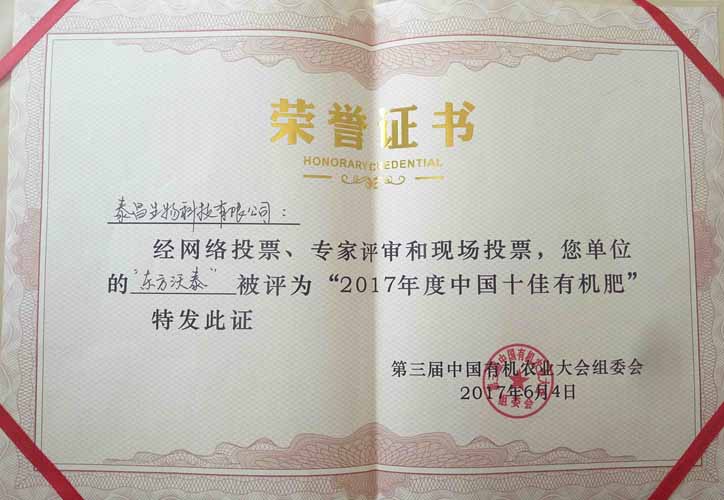 荣誉证书
HONORARY CREDENTIAL
泰昌生物科技有限公司：
经网络投票、专家评审和现场投票，您单位
的“东方沃泰”被评为“2017年度中国十佳有机肥”
特发此证
第三届中国有机农业大会组委会
2017年6月4日